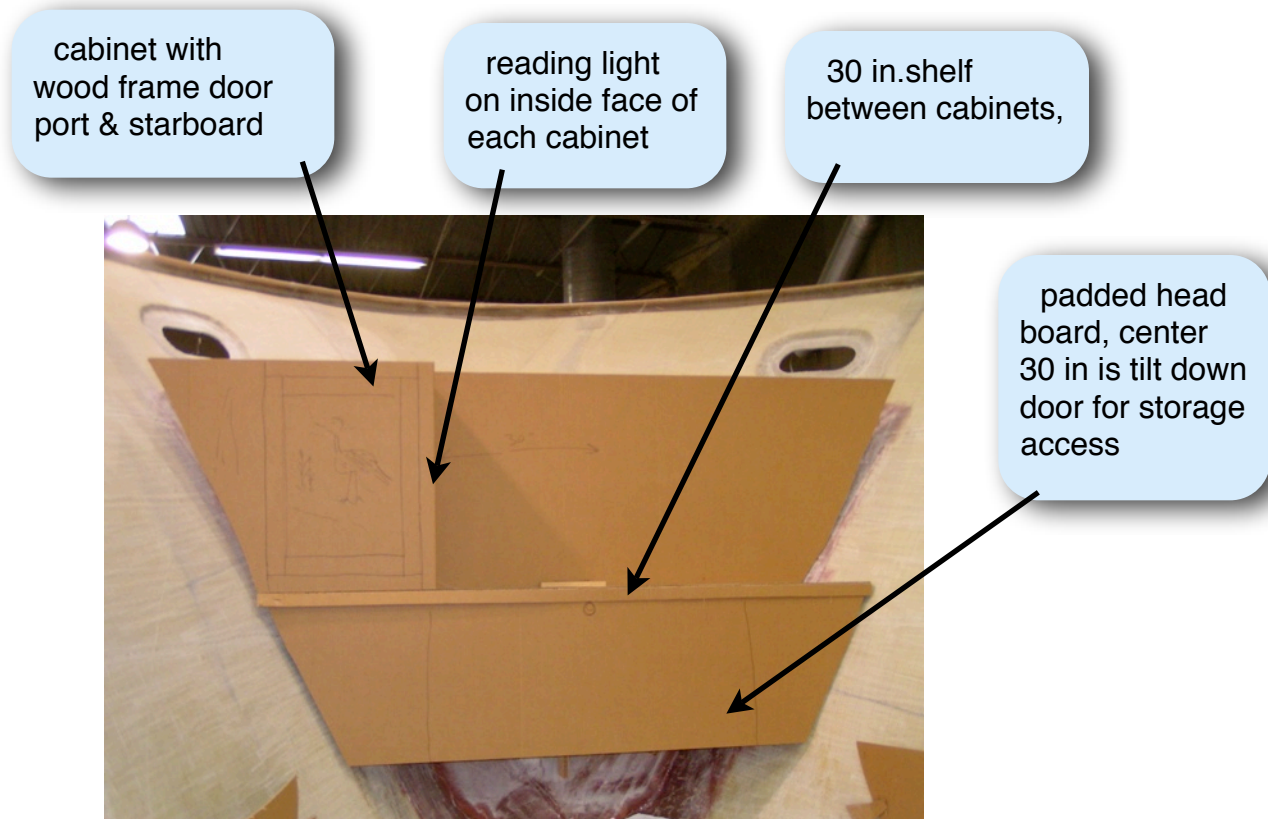 cabinet with
wood frame door
port & starboard
reading light
on inside face of
each cabinet
30 in.shelf
between cabinets,
padded head
board, center
30 in is tilt down
door for storage
access